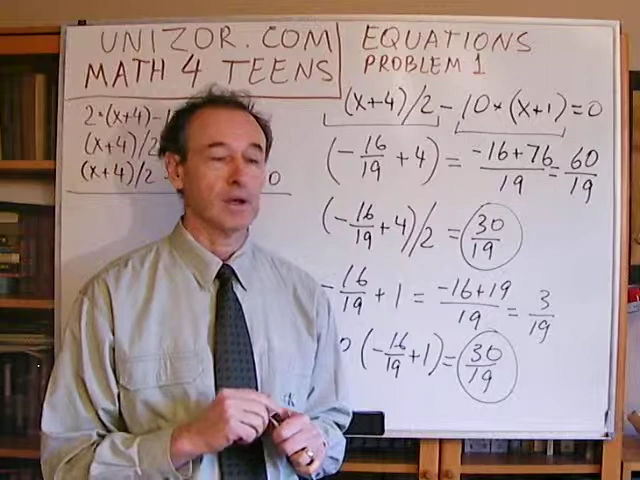 UNIZOR.COM
MATH 4 TEENS
EQUATIONS
PROBLEM 1
2*(x+4)-
(x+4)/2
(x+4)/2 0
(x+4)/2 - 10*(x+1)=0
(-16/19 + 4) = -16+76/19 = 60/19
(-16/19 + 4)/2 = 30/19
-16/19 + 1 = -16+19/19 = 3/19
0 (-16/19 + 1) = 30/19